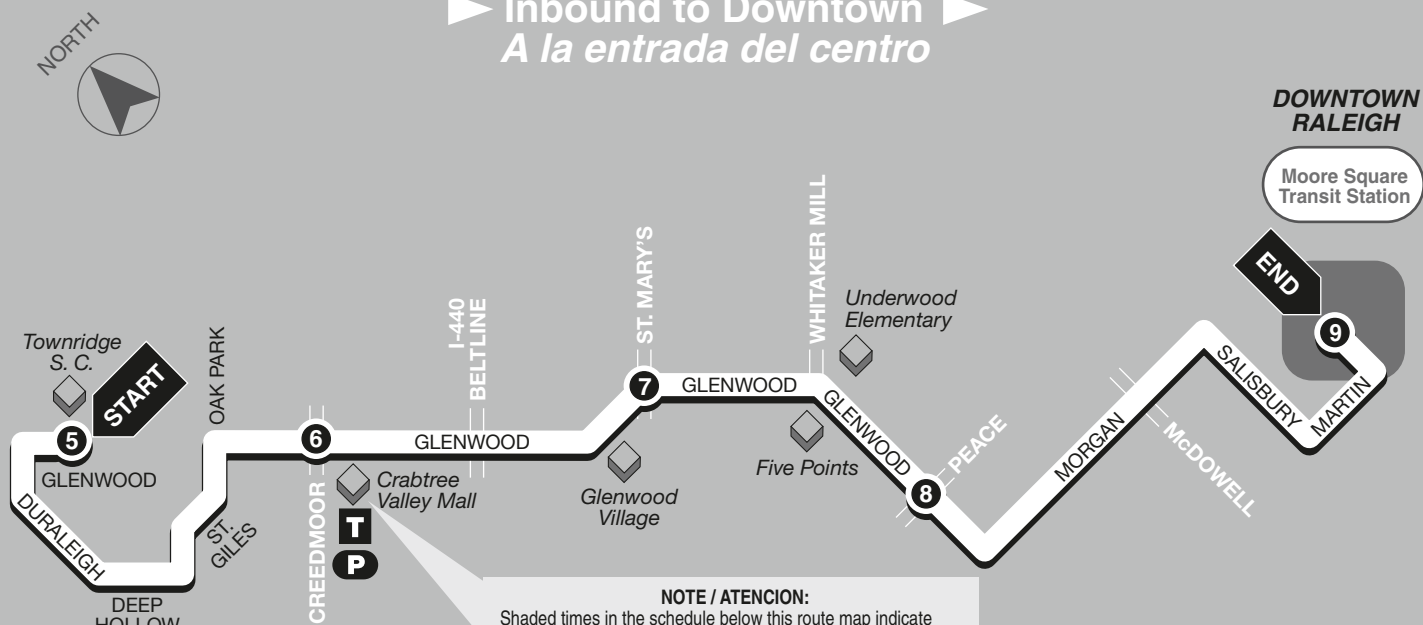 Inbound to Downtown
A la entrada del centro
NORTH
DOWNTOWN
RALEIGH
Moore Square
Transit Station
END
9
Townridge
S. C.
START
5
GLENWOOD
DURALEIGH
DEEP
HOLLOW
ST.
GILES
OAK PARK
6
CREEDMOOR
Crabtree
Valley Mall
T
P
GLENWOOD
I-440
BELTLINE
ST. MARY'S
7
Glenwood
Village
GLENWOOD
WHITAKER MILL
Underwood
Elementary
Five Points
GLENWOOD
8
PEACE
MORGAN
McDOWELL
SALISBURY
MARTIN
NOTE / ATENCION:
Shaded times in the schedule below this route map indicate